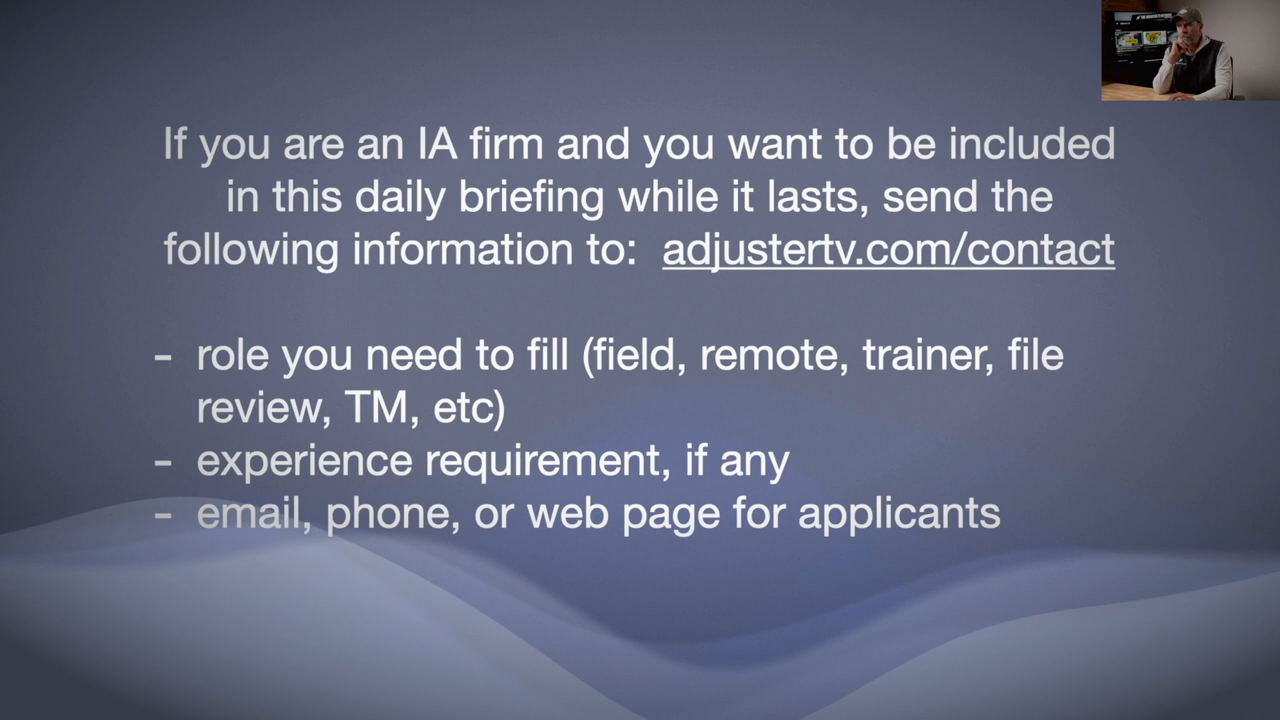 If you are an IA firm and you want to be included
in this daily briefing while it lasts, send the
following information to: adjustertv.com/contact
- role you need to fill (field, remote, trainer, file
review, TM, etc)
- experience requirement, if any
- email, phone, or web page for applicants